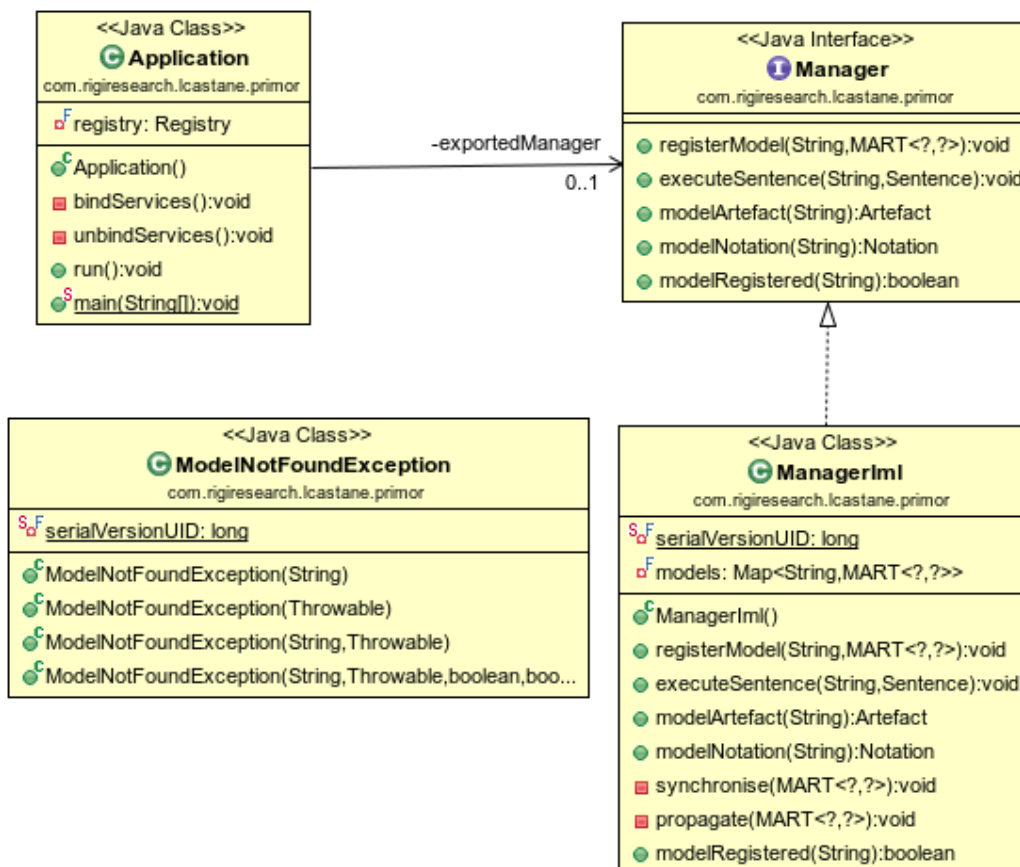 <<Java Class>>
C Application
com.rigiresearch.lcastane.primor
F registry: Registry
C Application()
bindServices():void
unbindServices():void
run():void
S main(String[]):void
-exportedManager
0..1
<<Java Interface>>
I Manager
com.rigiresearch.lcastane.primor
registerModel(String,MART<?,?>):void
executeSentence(String,Sentence):void
modelArtefact(String):Artefact
modelNotation(String):Notation
modelRegistered(String):boolean
<<Java Class>>
C ModelNotFoundException
com.rigiresearch.lcastane.primor
S F serialVersionUID: long
C ModelNotFoundException(String)
C ModelNotFoundException(Throwable)
C ModelNotFoundException(String,Throwable)
C ModelNotFoundException(String,Throwable,boolean,boo...
<<Java Class>>
C ManagerIml
com.rigiresearch.lcastane.primor
S F serialVersionUID: long
F models: Map<String,MART<?,?>>
C ManagerIml()
registerModel(String,MART<?,?>):void
executeSentence(String,Sentence):void
modelArtefact(String):Artefact
modelNotation(String):Notation
synchronise(MART<?,?>):void
propagate(MART<?,?>):void
modelRegistered(String):boolean